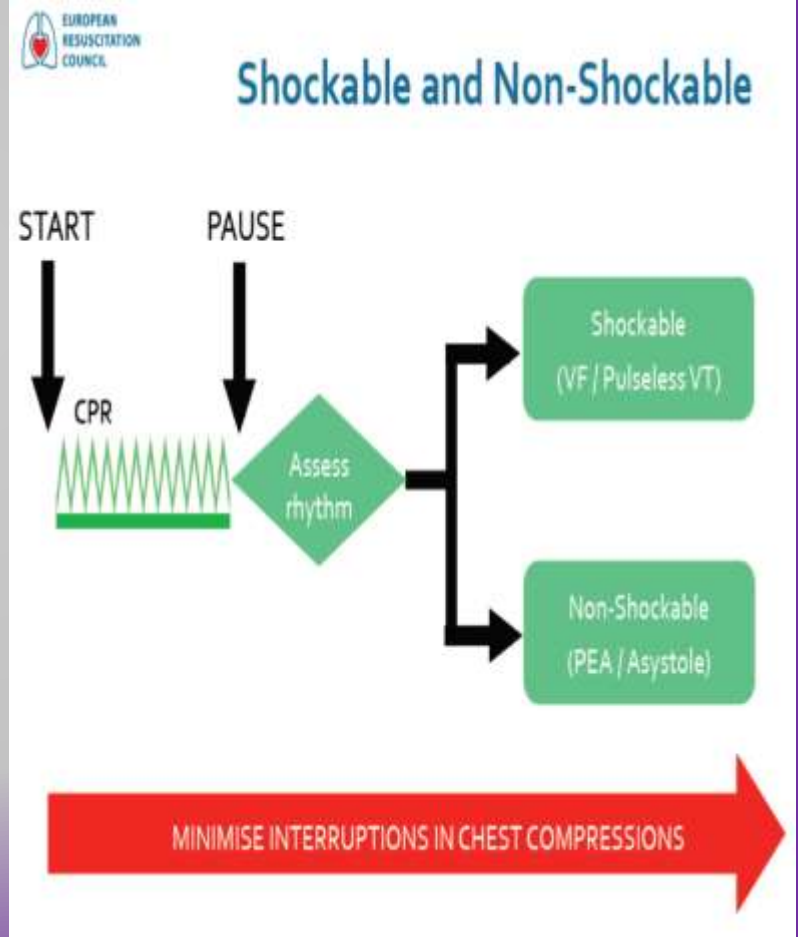 EUROPEAN
RESUSCITATION
COUNCIL
Shockable and Non-Shockable
START
PAUSE
CPR
Assess
rhythm
Shockable
(VF / Pulseless VT)
Non-Shockable
(PEA / Asystole)
MINIMISE INTERRUPTIONS IN CHEST COMPRESSIONS